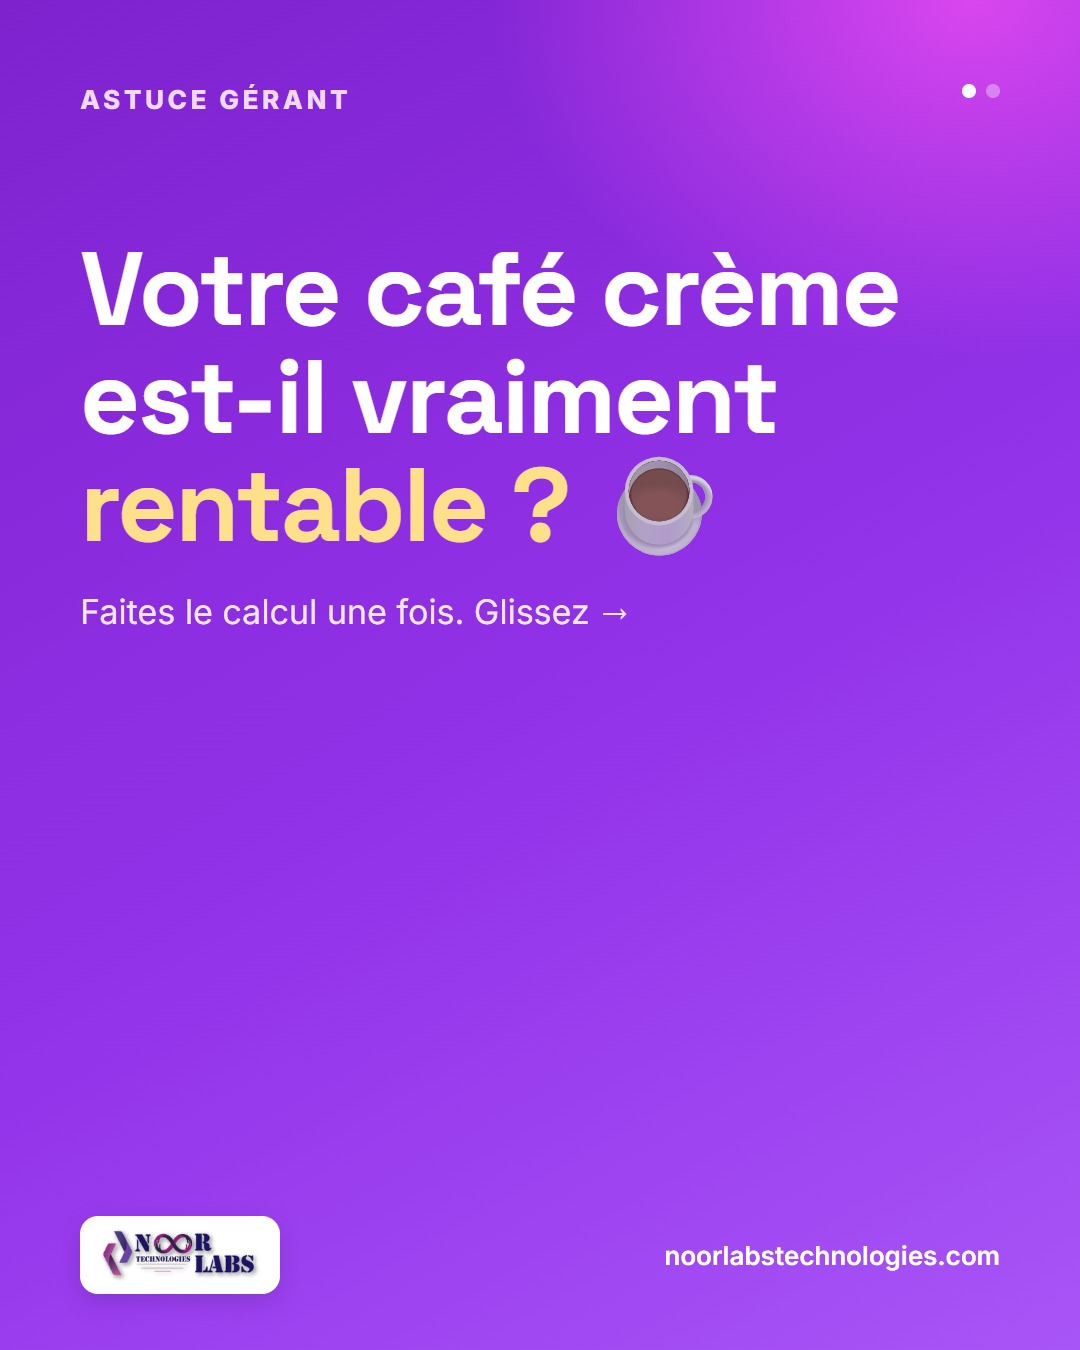 ASTUCE GÉRANT
Votre café crème
est-il vraiment
rentable ?
Faites le calcul une fois. Glissez →
NOOR
TECHNOLOGIES
LABS
noorlabstechnologies.com